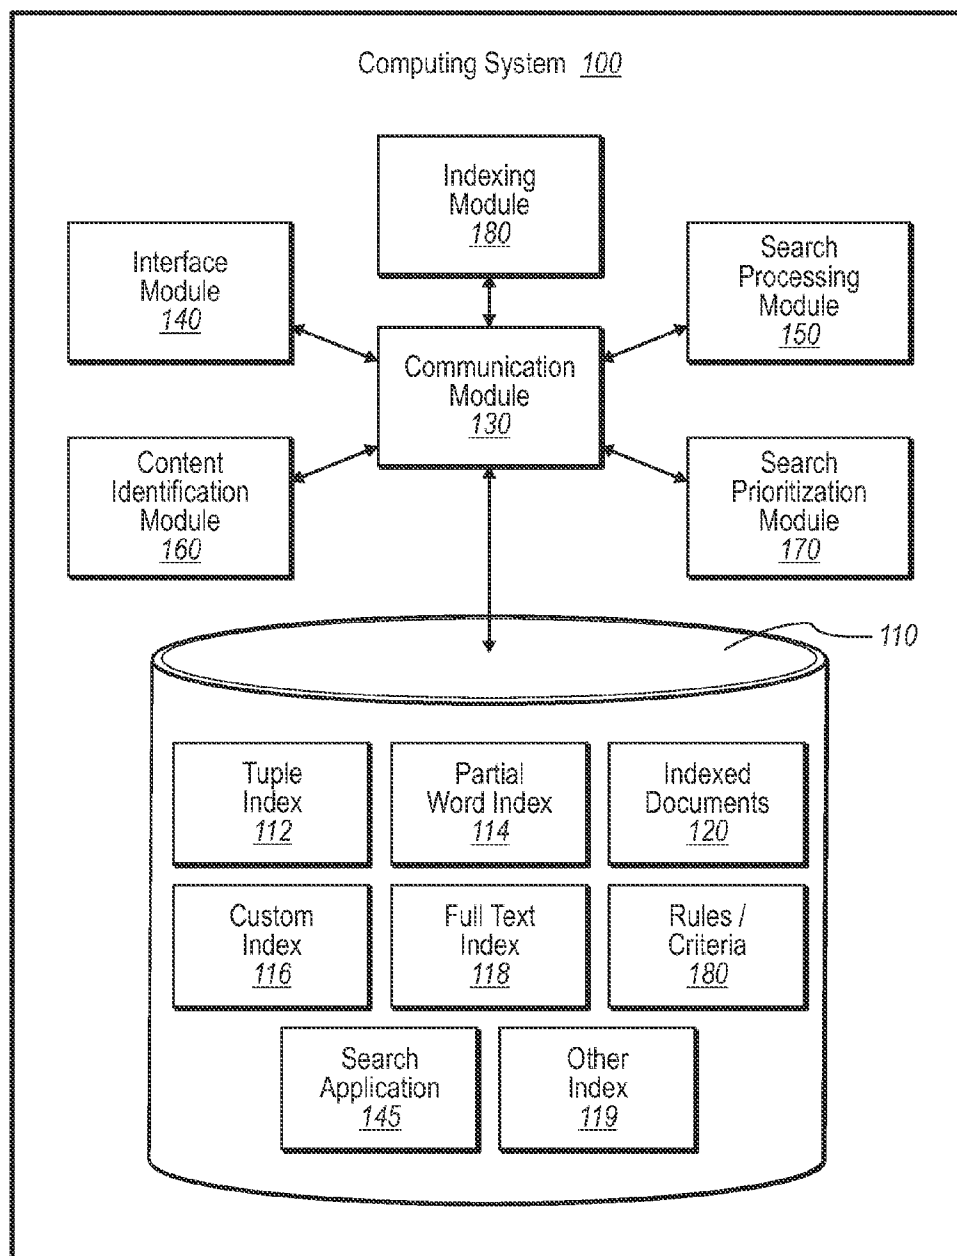 Computing System 100
Indexing
Module
180
Interface
Module
140
Search
Processing
Module
150
Communication
Module
130
Content
Identification
Module
160
Search
Prioritization
Module
170
110
Tuple
Index
112
Partial
Word Index
114
Indexed
Documents
120
Custom
Index
116
Full Text
Index
118
Rules /
Criteria
180
Search
Application
145
Other
Index
119